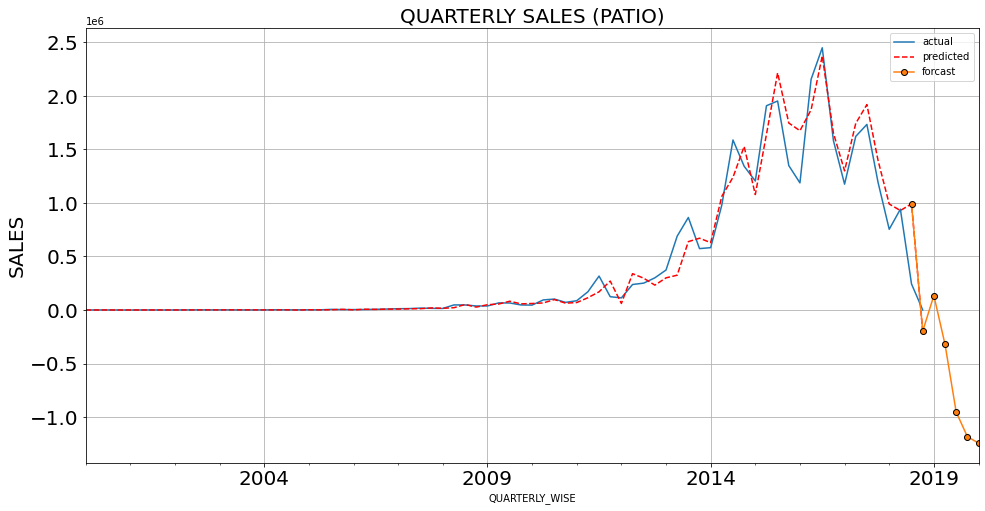 QUARTERLY SALES (PATIO)
1e6
actual
predicted
forcast
2.5
2.0
1.5
1.0
0.5
0.0
−0.5
−1.0
SALES
2004 2009 2014 2019
QUARTERLY_WISE